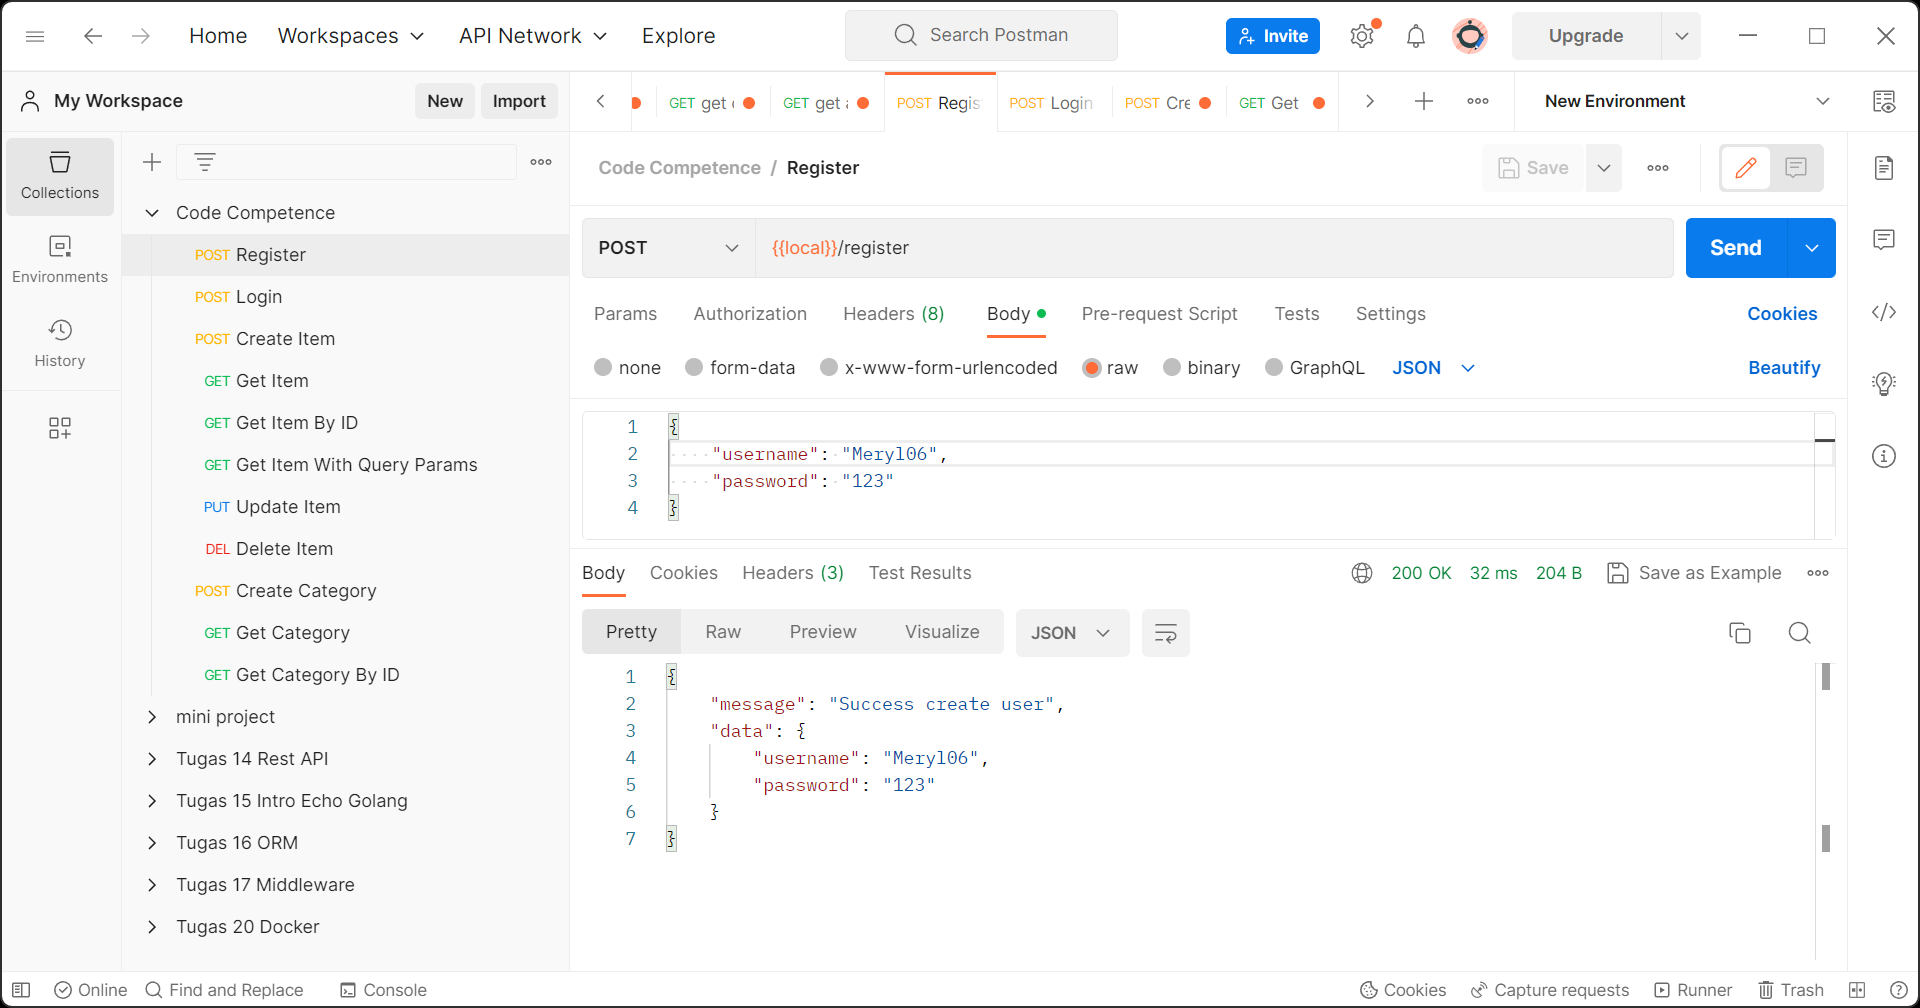 Home Workspaces API Network Explore Search Postman Invite Upgrade
My Workspace New Import
GET get GET get POST Regis POST Login POST Cre GET Get New Environment
Collections
Environments
History
Code Competence
POST Register
POST Login
POST Create Item
GET Get Item
GET Get Item By ID
GET Get Item With Query Params
PUT Update Item
DEL Delete Item
POST Create Category
GET Get Category
GET Get Category By ID
mini project
Tugas 14 Rest API
Tugas 15 Intro Echo Golang
Tugas 16 ORM
Tugas 17 Middleware
Tugas 20 Docker
Code Competence / Register Save
POST {{local}}/register Send
Params Authorization Headers (8) Body Pre-request Script Tests Settings Cookies
none form-data x-www-form-urlencoded raw binary GraphQL JSON Beautify
1 {
2 "username": "Meryl06",
3 "password": "123"
4 }
Body Cookies Headers (3) Test Results 200 OK 32 ms 204 B Save as Example
Pretty Raw Preview Visualize JSON
1 {
2 "message": "Success create user",
3 "data": {
4 "username": "Meryl06",
5 "password": "123"
6 }
7 }
Online Find and Replace Console Cookies Capture requests Runner Trash